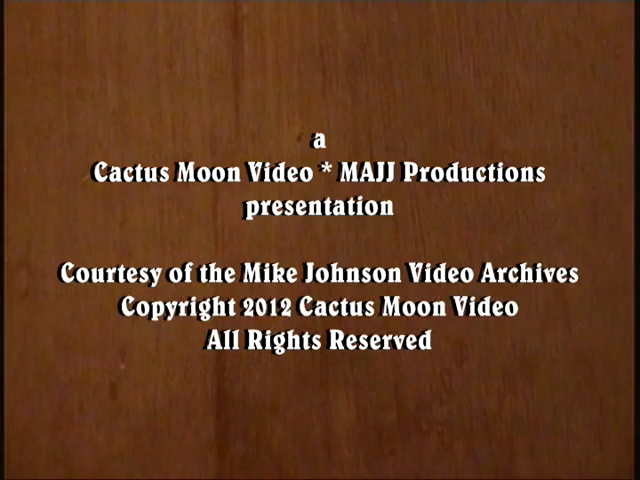 a
Cactus Moon Video * MAJJ Productions
presentation
Courtesy of the Mike Johnson Video Archives
Copyright 2012 Cactus Moon Video
All Rights Reserved